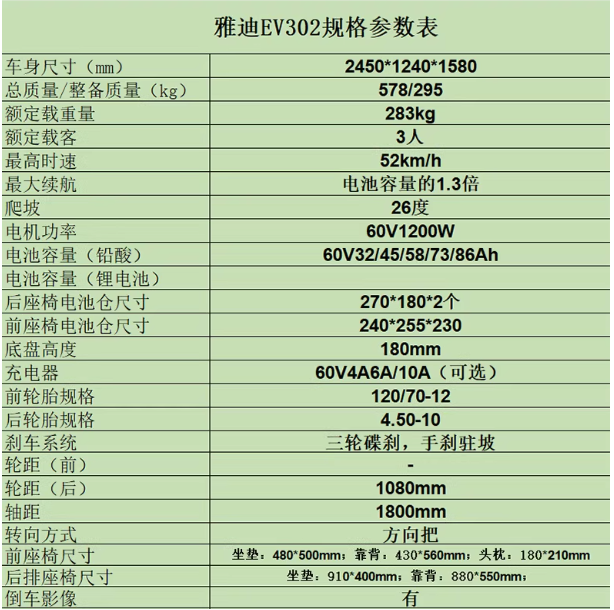 雅迪EV302规格参数表
车身尺寸（mm） 2450*1240*1580
总质量/整备质量（kg） 578/295
额定载重量 283kg
额定载客 3人
最高时速 52km/h
最大续航 电池容量的1.3倍
爬坡 26度
电机功率 60V1200W
电池容量（铅酸） 60V32/45/58/73/86Ah
电池容量（锂电池）
后座椅电池仓尺寸 270*180*2个
前座椅电池仓尺寸 240*255*230
底盘高度 180mm
充电器 60V4A6A/10A（可选）
前轮胎规格 120/70-12
后轮胎规格 4.50-10
刹车系统 三轮碟刹，手刹驻坡
轮距（前） -
轮距（后） 1080mm
轴距 1800mm
转向方式 方向把
前座椅尺寸 坐垫：480*500mm；靠背：430*560mm；头枕：180*210mm
后排座椅尺寸 坐垫：910*400mm；靠背：880*550mm；
倒车影像 有